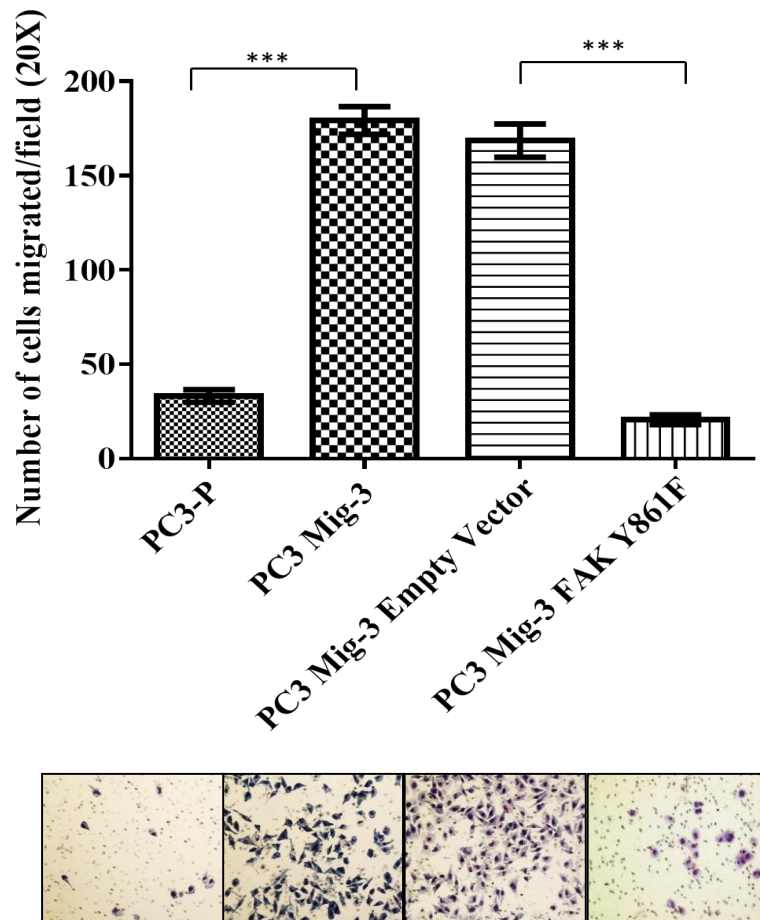 ***
***
Number of cells migrated/field (20X)
200
150
100
50
0
PC3-P
PC3 Mig-3
PC3 Mig-3 Empty Vector
PC3 Mig-3 FAK Y861F